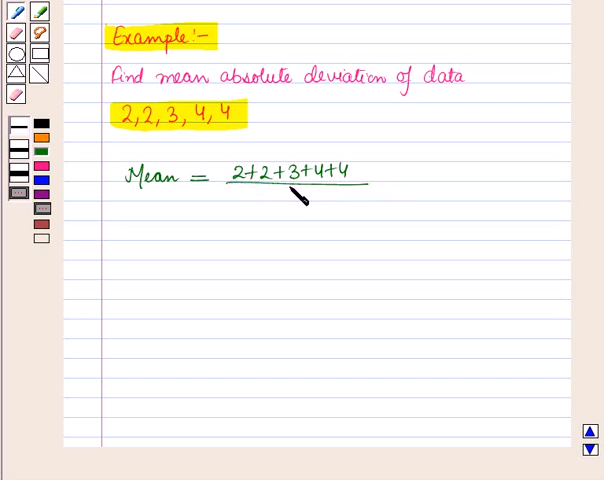 Example:-
Find mean absolute deviation of data
2, 2, 3, 4, 4
Mean = 2+2+3+4+4